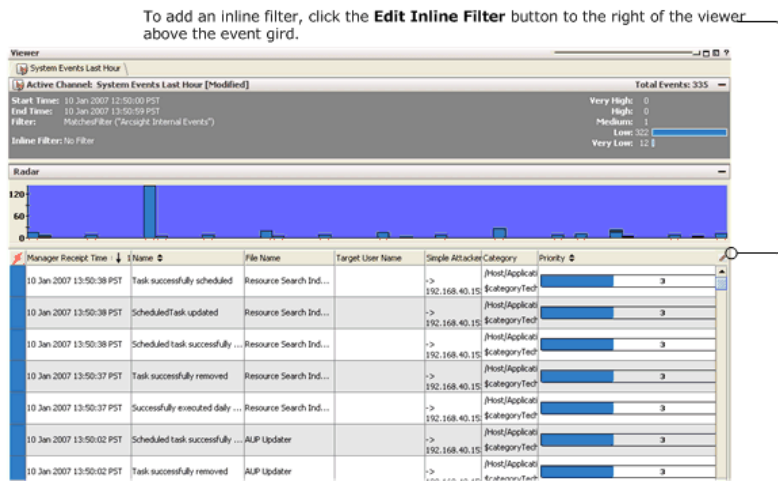 To add an inline filter, click the Edit Inline Filter button to the right of the viewer
above the event gird.
Viewer
System Events Last Hour
Active Channel: System Events Last Hour [Modified] Total Events: 335
Start Time: 10 Jan 2007 12:50:00 PST Very High: 0
End Time: 10 Jan 2007 13:50:59 PST High: 0
Filter: MatchesFilter ("Arcsight Internal Events") Medium: 1
Low: 322
Inline Filter: No Filter Very Low: 12
Radar
120
60
0
Manager Receipt Time 1 Name File Name Target User Name Simple Attacker Category Priority
10 Jan 2007 13:50:38 PST Task successfully scheduled Resource Search Ind... -> 192.168.40.15 /Host/Applicati $categoryTech 3
10 Jan 2007 13:50:38 PST ScheduledTask updated Resource Search Ind... -> 192.168.40.15 /Host/Applicati $categoryTech 3
10 Jan 2007 13:50:38 PST Scheduled task successfully ... Resource Search Ind... -> 192.168.40.15 /Host/Applicati $categoryTech 3
10 Jan 2007 13:50:37 PST Task successfully removed Resource Search Ind... -> 192.168.40.15 /Host/Applicati $categoryTech 3
10 Jan 2007 13:50:37 PST Successfully executed daily ... Resource Search Ind... -> 192.168.40.15 /Host/Applicati $categoryTech 3
10 Jan 2007 13:50:02 PST Scheduled task successfully ... AUP Updater -> 192.168.40.15 /Host/Applicati $categoryTech 3
10 Jan 2007 13:50:02 PST Task successfully removed AUP Updater -> /Host/Applicati 3